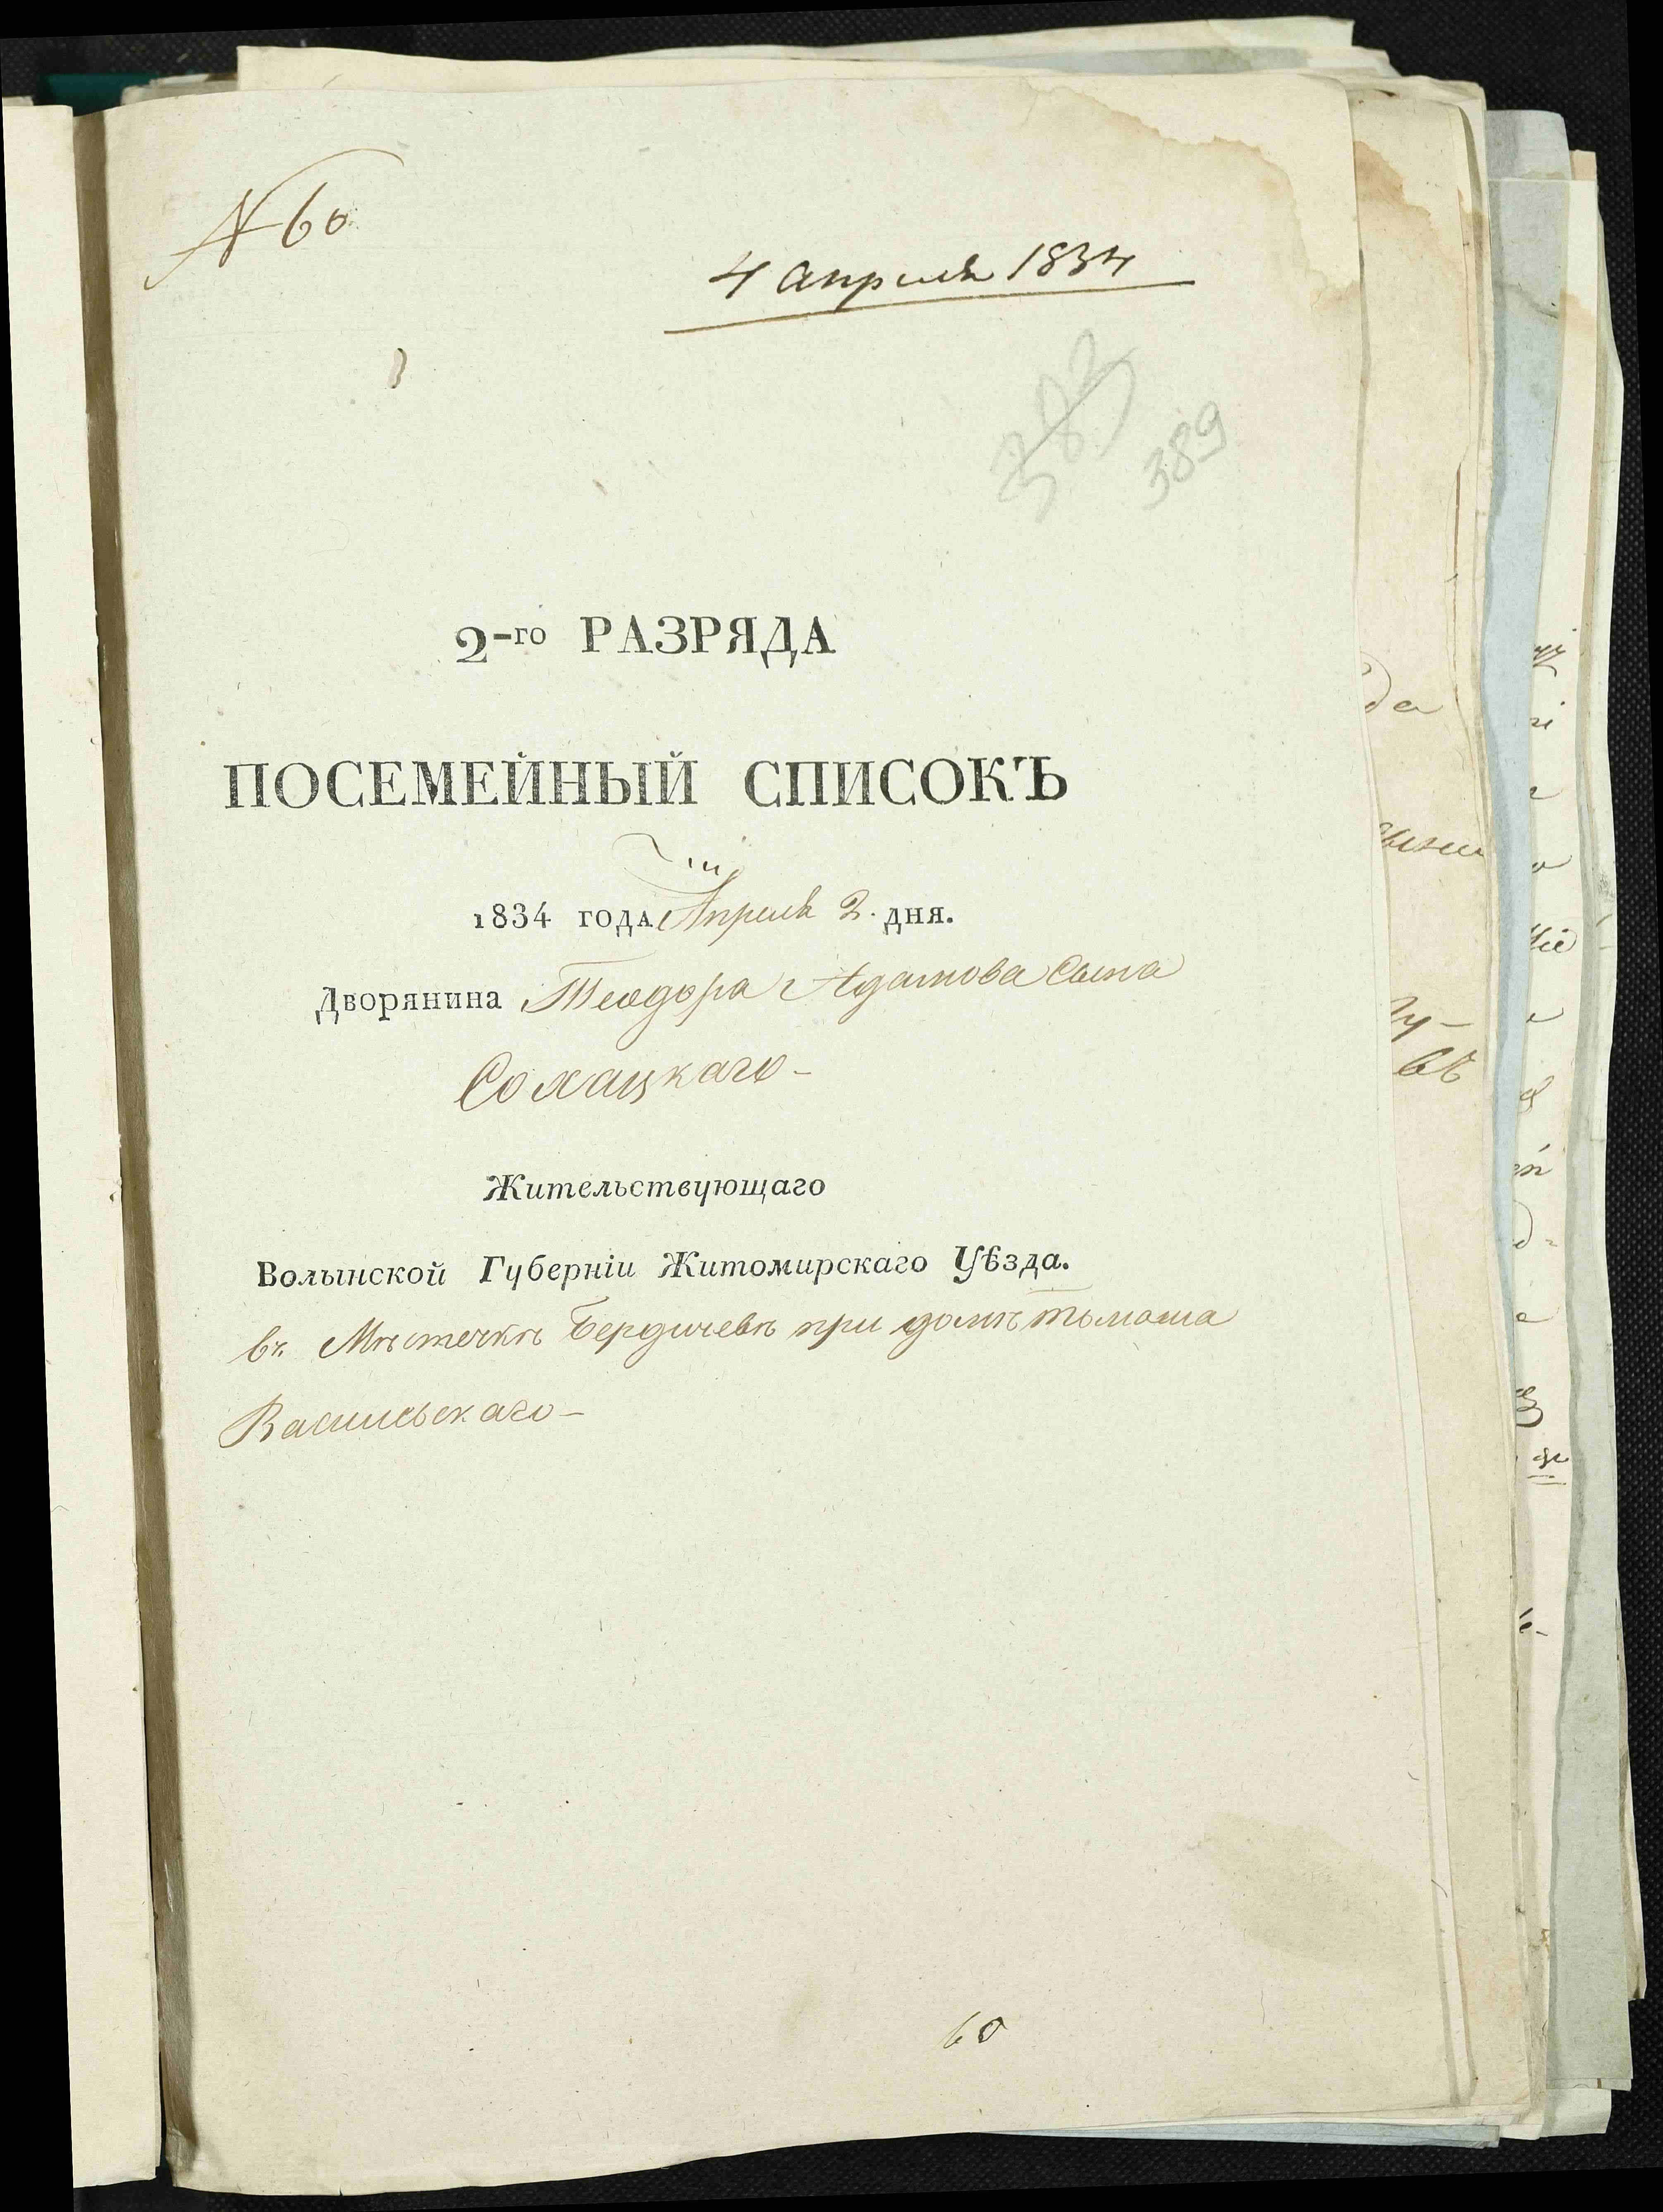 № 60
4 Апреля 1834
382
389
2-го РАЗРЯДА
ПОСЕМЕЙНЫЙ СПИСОКЪ
1834 года Апреля 2. дня.
Дворянина Теодора Адамова Сына
Сохацкаго-
Жительствующаго
Волынской Губерніи Житомирскаго Уѣзда.
въ Мѣстечкѣ Бердичевѣ при домѣ Томаша
Васильскаго-
60